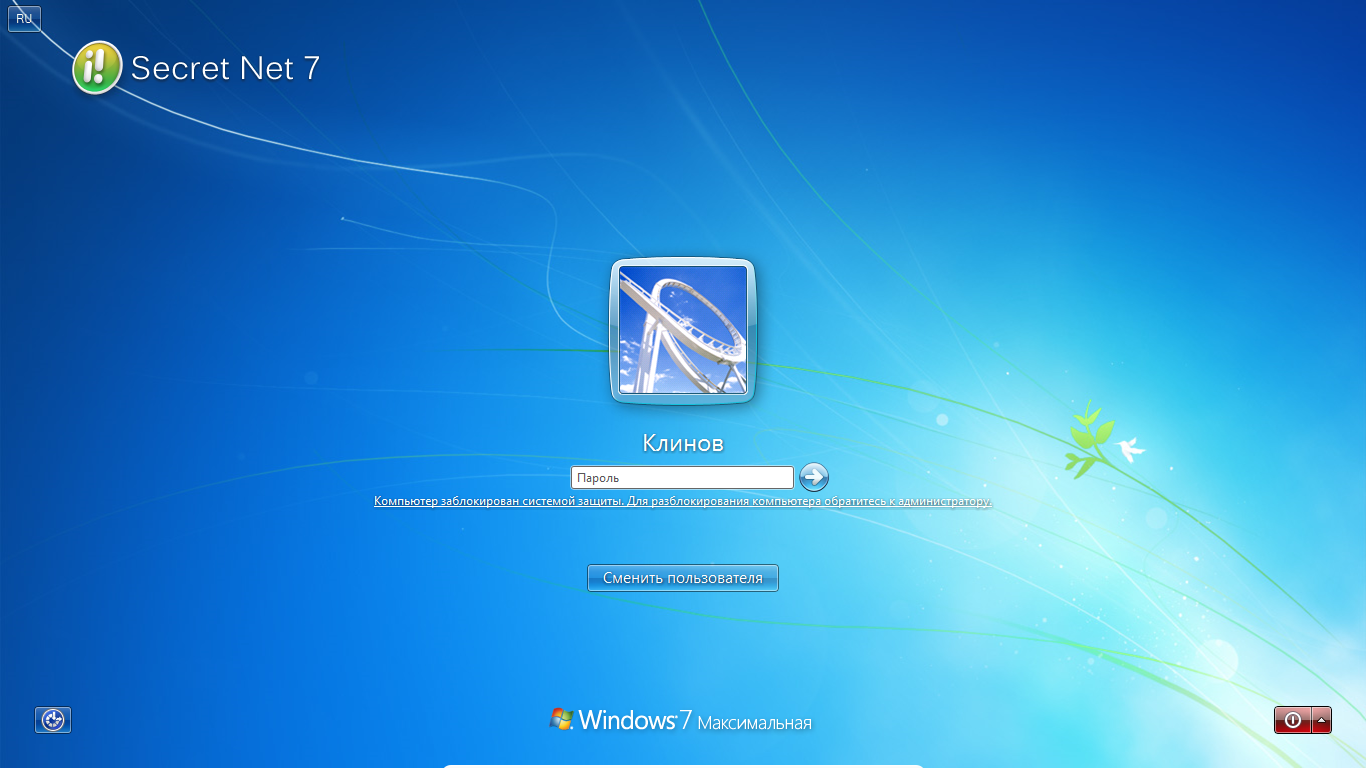 RU
Secret Net 7
Клинов
Пароль
Компьютер заблокирован системой защиты. Для разблокирования компьютера обратитесь к администратору.
Сменить пользователя
Windows 7 Максимальная